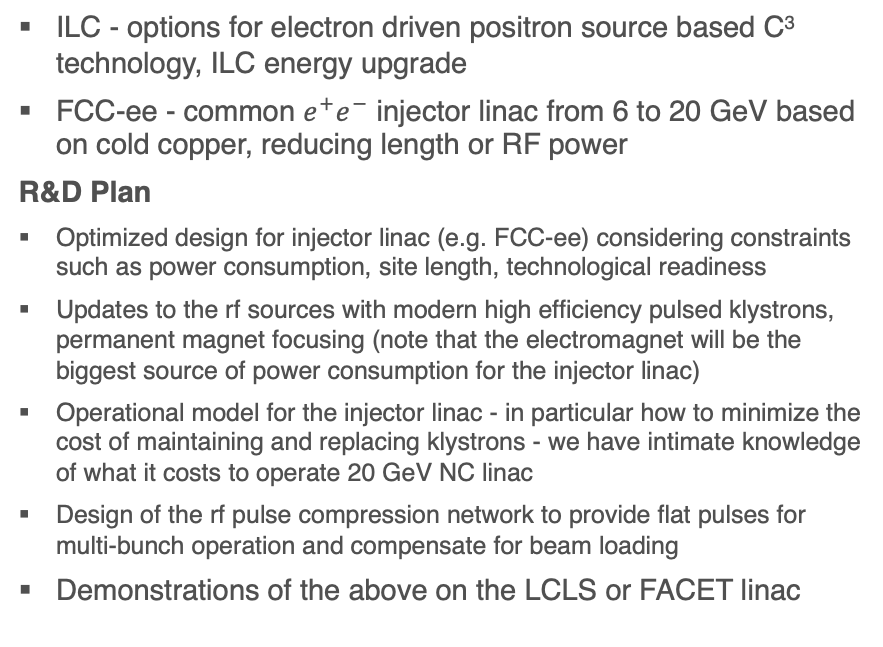 ▪ ILC - options for electron driven positron source based C³
technology, ILC energy upgrade
▪ FCC-ee - common e⁺e⁻ injector linac from 6 to 20 GeV based
on cold copper, reducing length or RF power
R&D Plan
▪ Optimized design for injector linac (e.g. FCC-ee) considering constraints
such as power consumption, site length, technological readiness
▪ Updates to the rf sources with modern high efficiency pulsed klystrons,
permanent magnet focusing (note that the electromagnet will be the
biggest source of power consumption for the injector linac)
▪ Operational model for the injector linac - in particular how to minimize the
cost of maintaining and replacing klystrons - we have intimate knowledge
of what it costs to operate 20 GeV NC linac
▪ Design of the rf pulse compression network to provide flat pulses for
multi-bunch operation and compensate for beam loading
▪ Demonstrations of the above on the LCLS or FACET linac